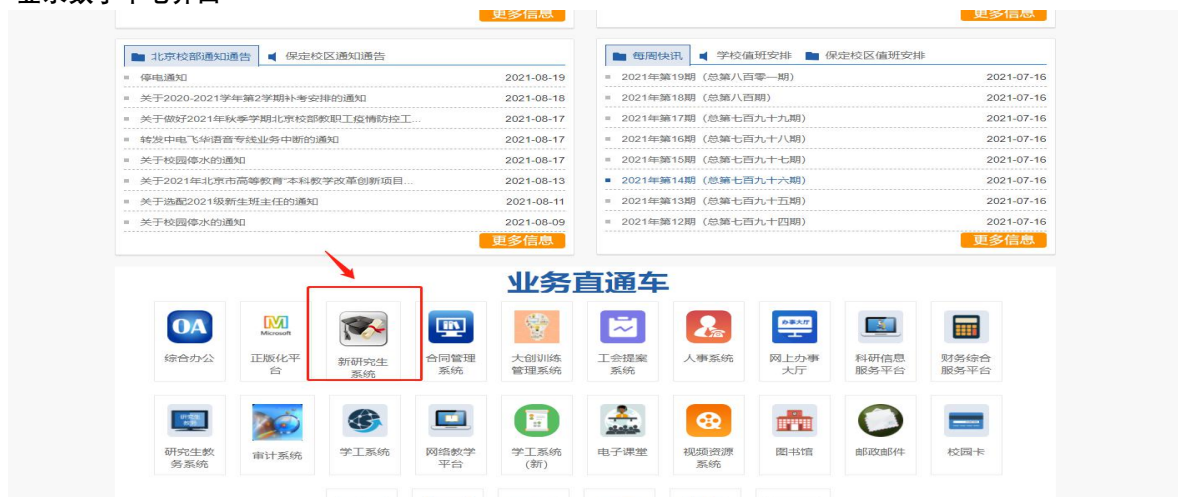 更多信息
更多信息
北京校部通知通告 保定校区通知通告
停电通知 2021-08-19
关于2020-2021学年第2学期补考安排的通知 2021-08-18
关于做好2021年秋季学期北京校部教职工疫情防控工... 2021-08-17
转发中电飞华语音专线业务中断的通知 2021-08-17
关于校园停水的通知 2021-08-17
关于2021年北京市高等教育“本科教学改革创新项目... 2021-08-13
关于选配2021级新生班主任的通知 2021-08-11
关于校园停水的通知 2021-08-09
更多信息
每周快讯 学校值班安排 保定校区值班安排
2021年第19期（总第八百零一期） 2021-07-16
2021年第18期（总第八百期） 2021-07-16
2021年第17期（总第七百九十九期） 2021-07-16
2021年第16期（总第七百九十八期） 2021-07-16
2021年第15期（总第七百九十七期） 2021-07-16
2021年第14期（总第七百九十六期） 2021-07-16
2021年第13期（总第七百九十五期） 2021-07-16
2021年第12期（总第七百九十四期） 2021-07-16
更多信息
业务直通车
OA
综合办公
Microsoft
正版化平
台
新研究生
系统
合同管理
系统
大创训练
管理系统
工会提案
系统
人事系统
办事大厅
网上办事
大厅
科研信息
服务平台
财务综合
服务平台
研究生教
务系统
审计系统
学工系统
网络教学
平台
学工系统
(新)
电子课堂
视频资源
系统
图书馆
邮政邮件
校园卡